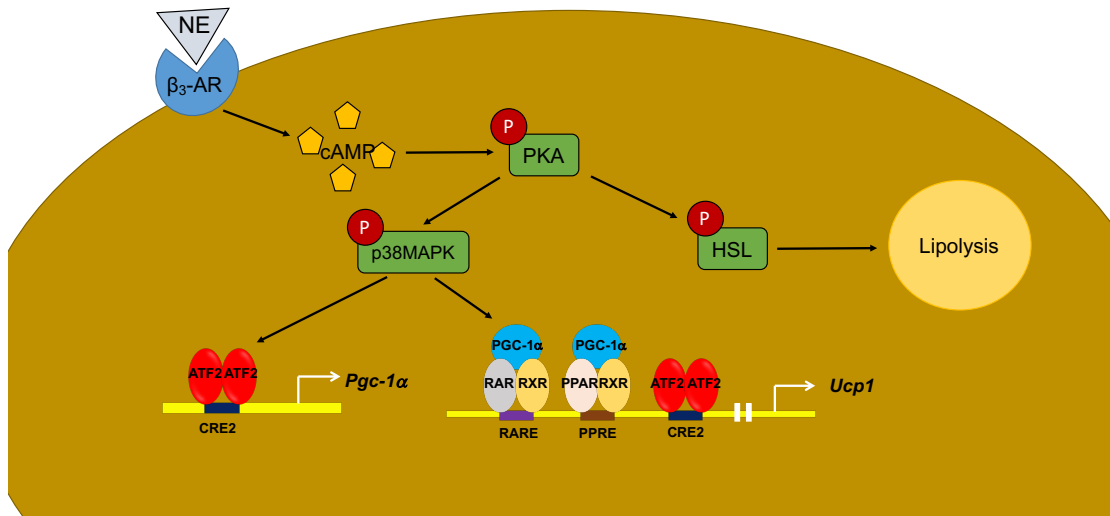 NE
β₃-AR
cAMP
P
PKA
P
p38MAPK
P
HSL
Lipolysis
PGC-1α
PGC-1α
ATF2 ATF2
Pgc-1α
RAR RXR
PPAR RXR
ATF2 ATF2
Ucp1
CRE2
RARE
PPRE
CRE2